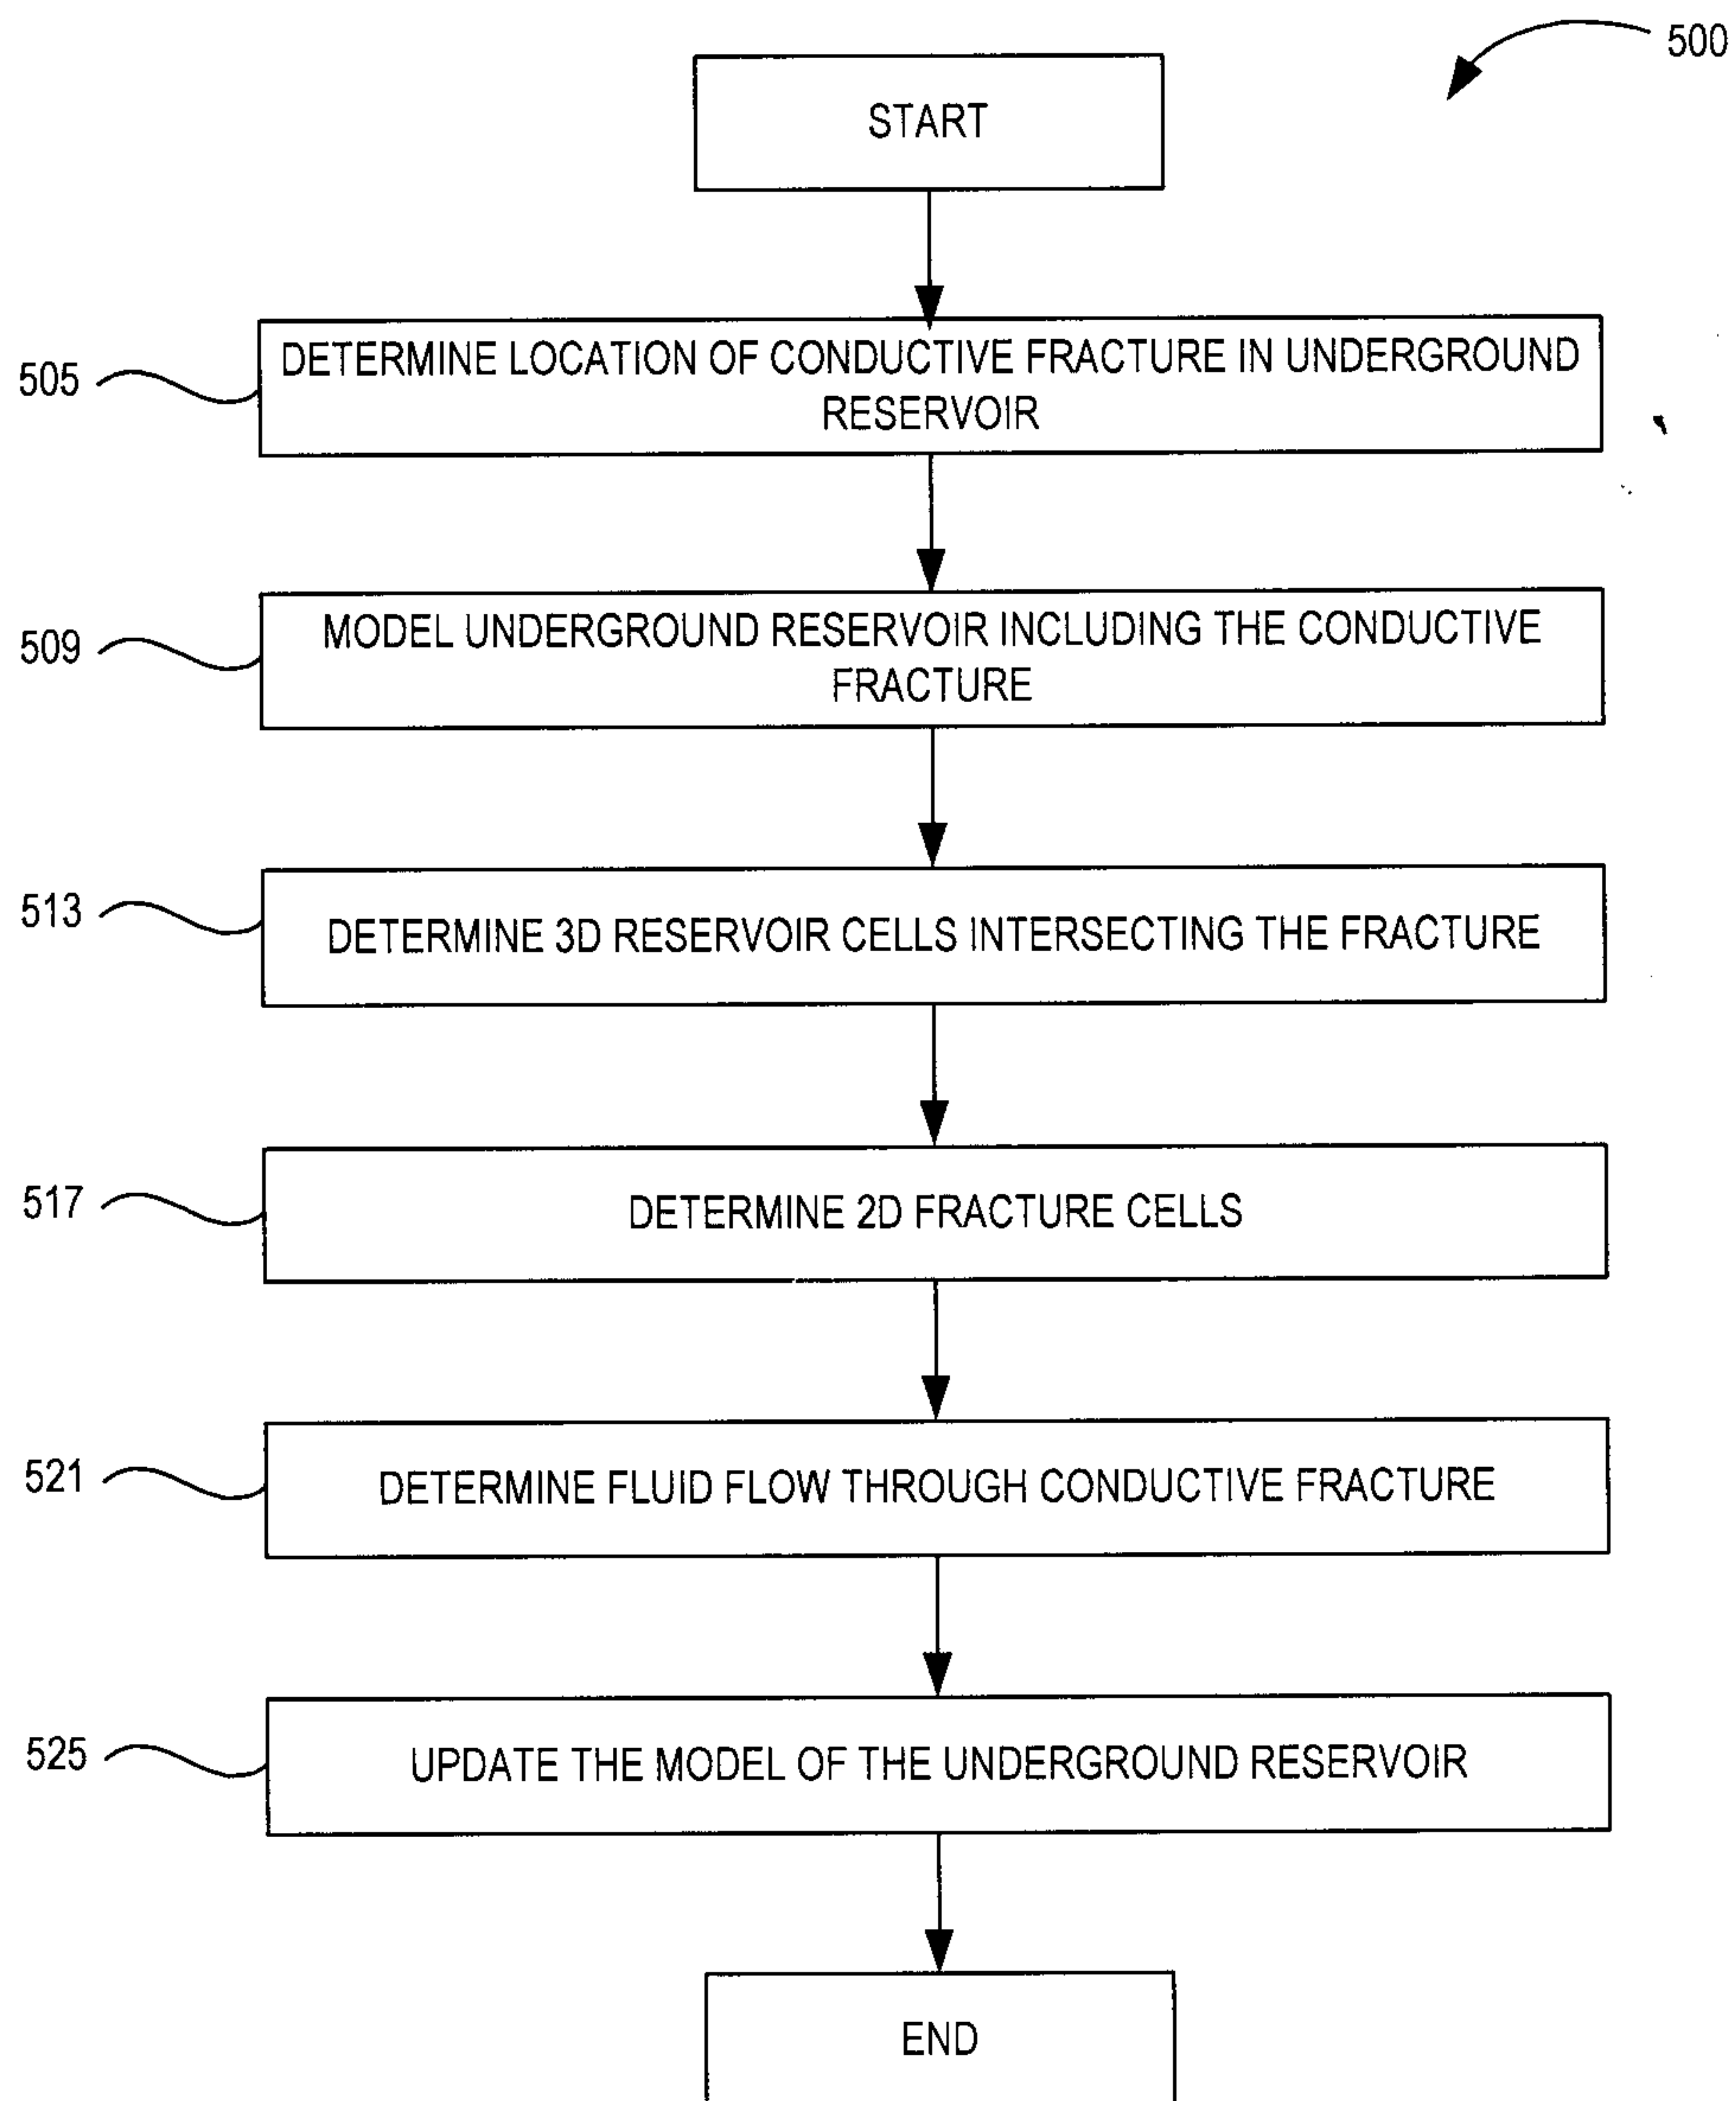 500
START
505
DETERMINE LOCATION OF CONDUCTIVE FRACTURE IN UNDERGROUND
RESERVOIR
509
MODEL UNDERGROUND RESERVOIR INCLUDING THE CONDUCTIVE
FRACTURE
513
DETERMINE 3D RESERVOIR CELLS INTERSECTING THE FRACTURE
517
DETERMINE 2D FRACTURE CELLS
521
DETERMINE FLUID FLOW THROUGH CONDUCTIVE FRACTURE
525
UPDATE THE MODEL OF THE UNDERGROUND RESERVOIR
END